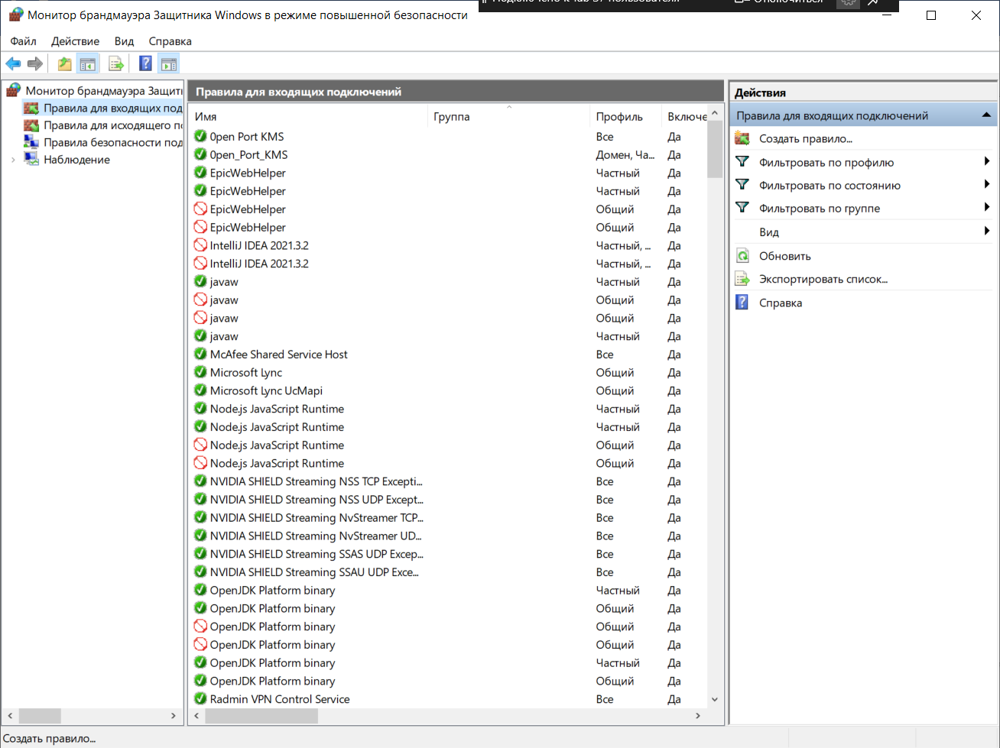 Монитор брандмауэра Защитника Windows в режиме повышенной безопасности
Файл Действие Вид Справка
Монитор брандмауэра Защити
Правила для входящих под
Правила для исходящего по
Правила безопасности под
Наблюдение
Правила для входящих подключений
Имя Группа Профиль Включе
0pen Port KMS Все Да
0pen_Port_KMS Домен, Ча... Да
EpicWebHelper Частный Да
EpicWebHelper Частный Да
EpicWebHelper Общий Да
EpicWebHelper Общий Да
IntelliJ IDEA 2021.3.2 Частный, ... Да
IntelliJ IDEA 2021.3.2 Частный, ... Да
javaw Частный Да
javaw Общий Да
javaw Общий Да
javaw Частный Да
McAfee Shared Service Host Все Да
Microsoft Lync Общий Да
Microsoft Lync UcMapi Общий Да
Node.js JavaScript Runtime Частный Да
Node.js JavaScript Runtime Частный Да
Node.js JavaScript Runtime Общий Да
Node.js JavaScript Runtime Общий Да
NVIDIA SHIELD Streaming NSS TCP Excepti... Все Да
NVIDIA SHIELD Streaming NSS UDP Except... Все Да
NVIDIA SHIELD Streaming NvStreamer TCP... Все Да
NVIDIA SHIELD Streaming NvStreamer UD... Все Да
NVIDIA SHIELD Streaming SSAS UDP Excep... Все Да
NVIDIA SHIELD Streaming SSAU UDP Exce... Все Да
OpenJDK Platform binary Частный Да
OpenJDK Platform binary Общий Да
OpenJDK Platform binary Общий Да
OpenJDK Platform binary Общий Да
OpenJDK Platform binary Частный Да
OpenJDK Platform binary Общий Да
Radmin VPN Control Service Все Да
Действия
Правила для входящих подключений
Создать правило...
Фильтровать по профилю
Фильтровать по состоянию
Фильтровать по группе
Вид
Обновить
Экспортировать список...
Справка
Создать правило...